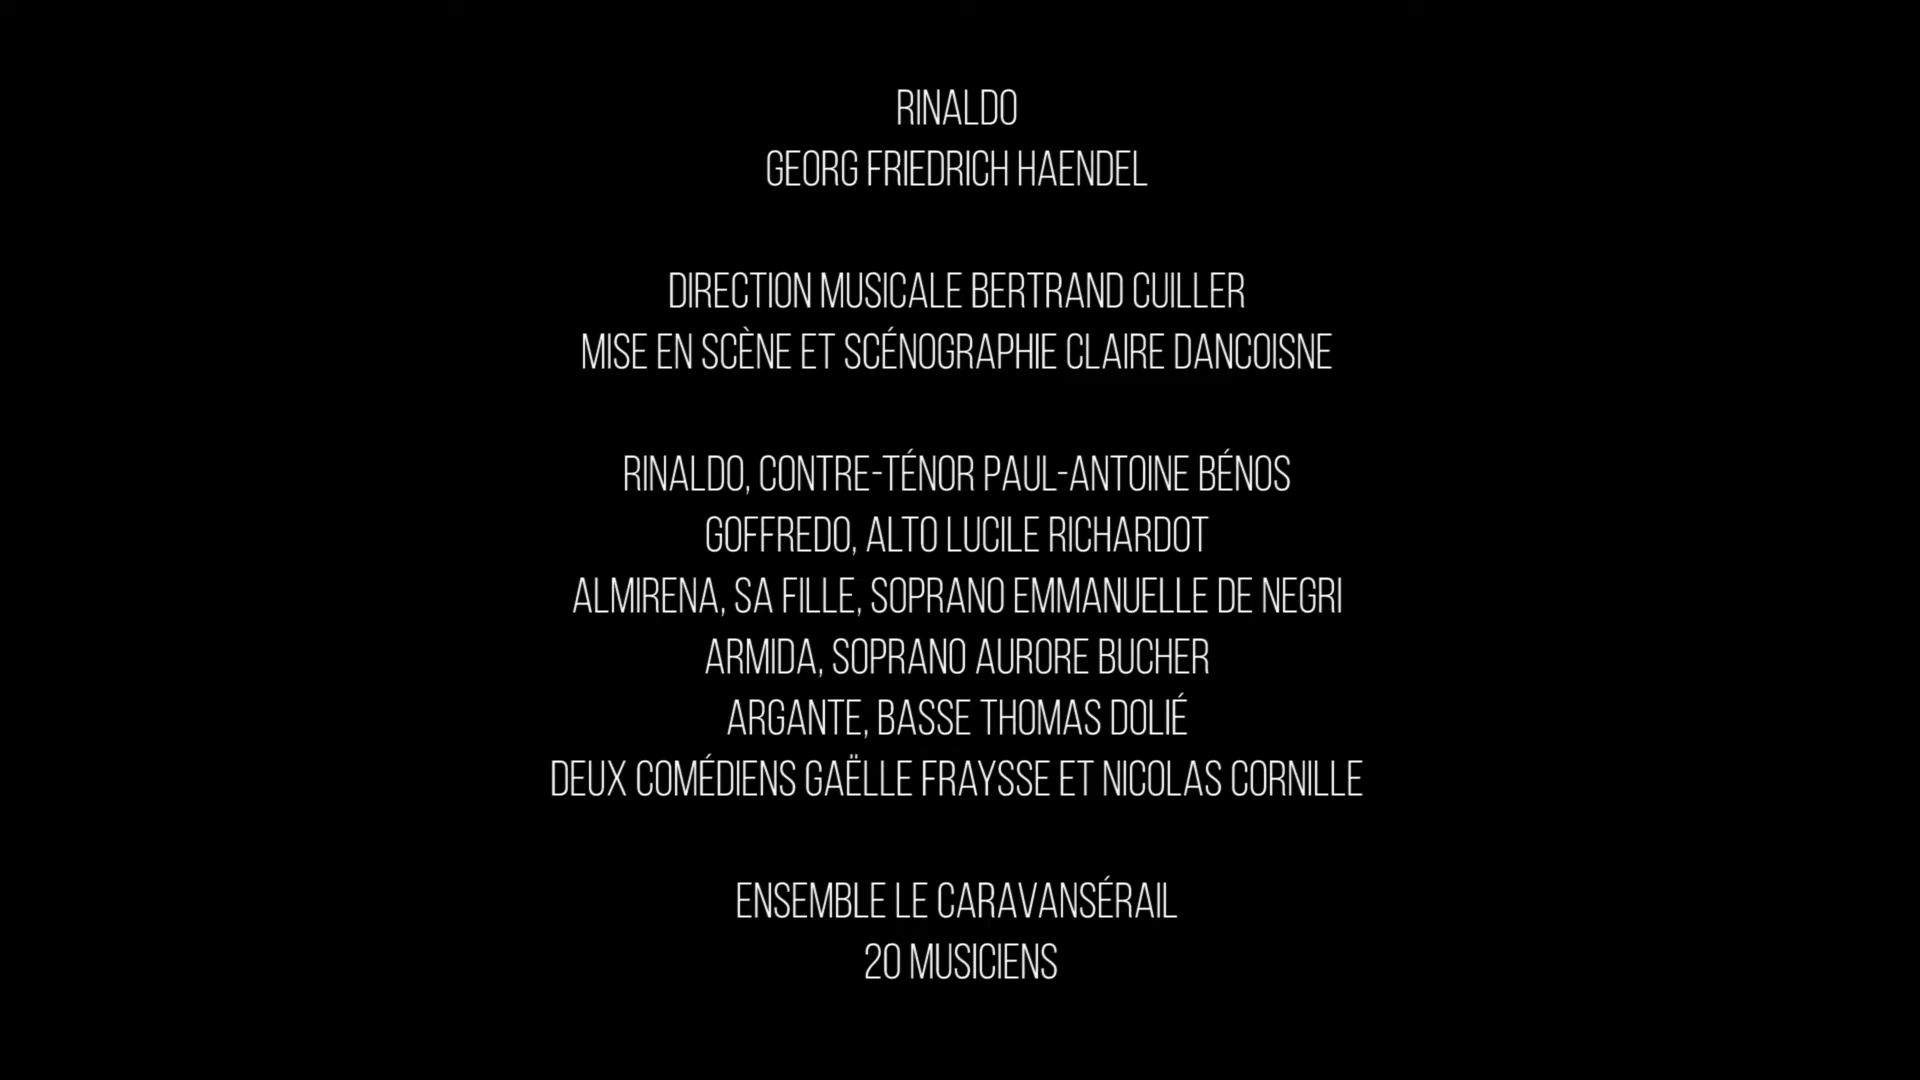 RINALDO
GEORG FRIEDRICH HAENDEL
DIRECTION MUSICALE BERTRAND CUILLER
MISE EN SCÈNE ET SCÉNOGRAPHIE CLAIRE DANCOISNE
RINALDO, CONTRE-TÉNOR PAUL-ANTOINE BÉNOS
GOFFREDO, ALTO LUCILE RICHARDOT
ALMIRENA, SA FILLE, SOPRANO EMMANUELLE DE NEGRI
ARMIDA, SOPRANO AURORE BUCHER
ARGANTE, BASSE THOMAS DOLIÉ
DEUX COMÉDIENS GAËLLE FRAYSSE ET NICOLAS CORNILLE
ENSEMBLE LE CARAVANSÉRAIL
20 MUSICIENS